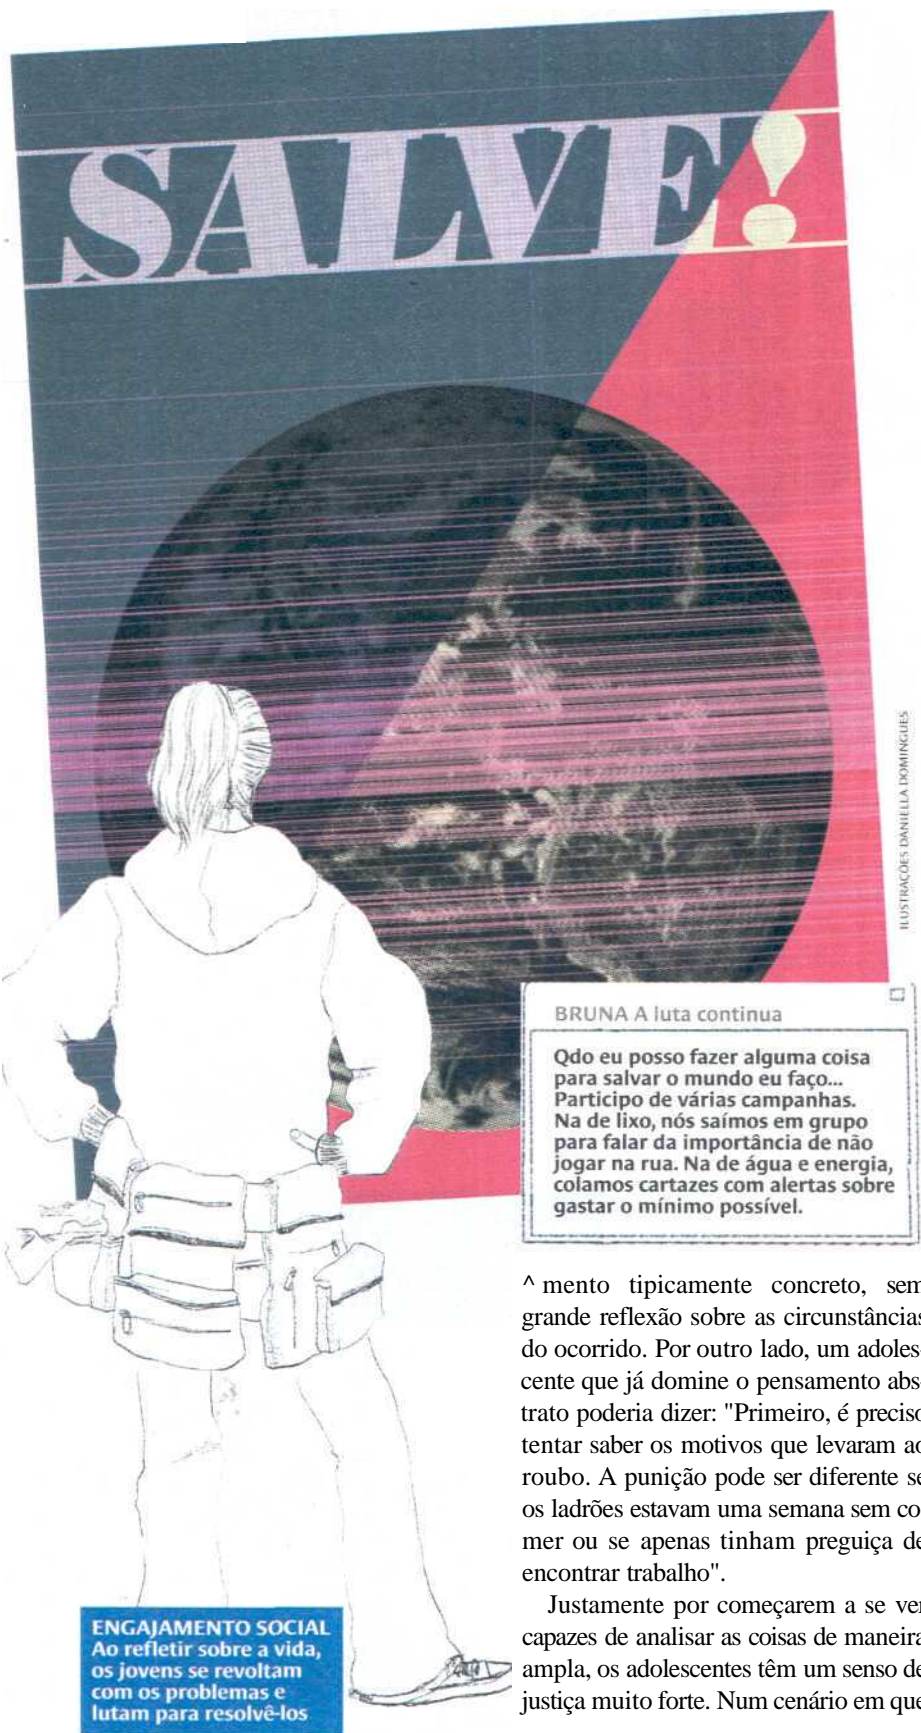 SALVE!
ILUSTRAÇÕES DANIELLA DOMINGUES
BRUNA A luta continua
Qdo eu posso fazer alguma coisa
para salvar o mundo eu faço...
Participo de várias campanhas.
Na de lixo, nós saímos em grupo
para falar da importância de não
jogar na rua. Na de água e energia,
colamos cartazes com alertas sobre
gastar o mínimo possível.
^ mento tipicamente concreto, sem
grande reflexão sobre as circunstâncias
do ocorrido. Por outro lado, um adoles
cente que já domine o pensamento abs
trato poderia dizer: "Primeiro, é preciso
tentar saber os motivos que levaram ao
roubo. A punição pode ser diferente se
os ladrões estavam uma semana sem co
mer ou se apenas tinham preguiça de
encontrar trabalho".
Justamente por começarem a se ver
capazes de analisar as coisas de maneira
ampla, os adolescentes têm um senso de
justiça muito forte. Num cenário em que
ENGAJAMENTO SOCIAL
Ao refletir sobre a vida,
os jovens se revoltam
com os problemas e
lutam para resolvê-los